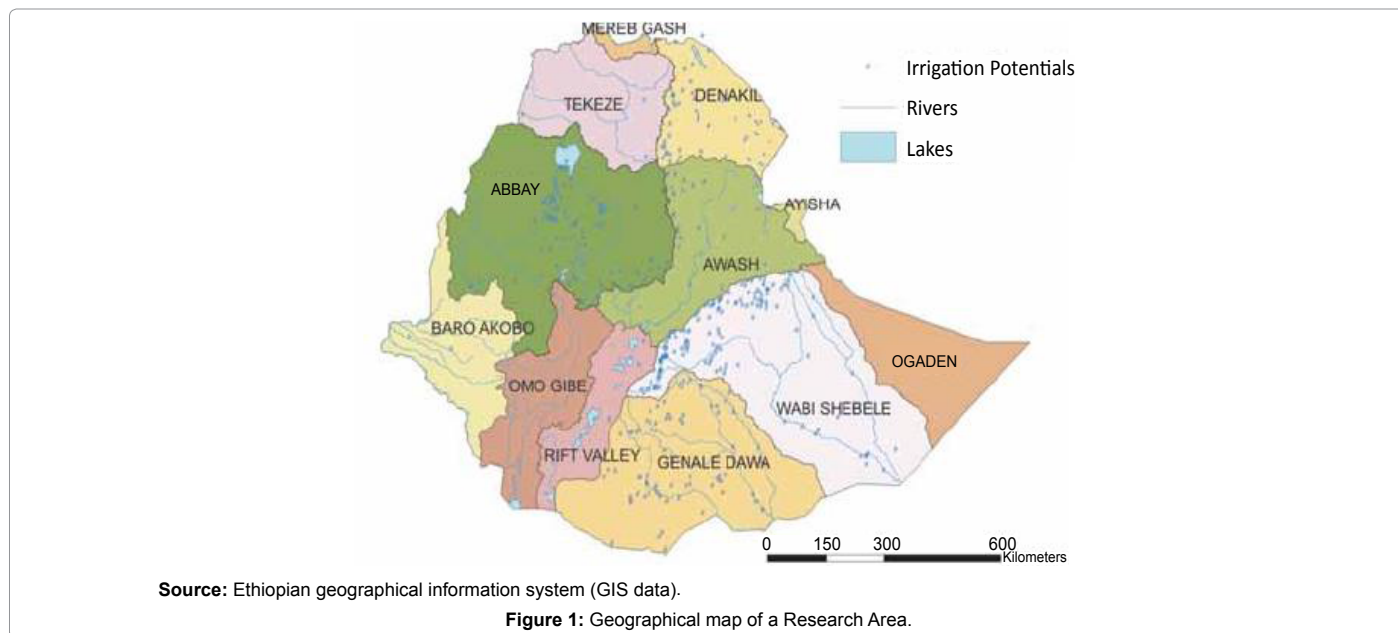 MEREB GASH
TEKEZE
DENAKIL
ABBAY
AYISHA
AWASH
BARO AKOBO
OGADEN
OMO GIBE
WABI SHEBELE
RIFT VALLEY
GENALE DAWA
Irrigation Potentials
Rivers
Lakes
0 150 300 600
Kilometers
Source: Ethiopian geographical information system (GIS data).
Figure 1: Geographical map of a Research Area.